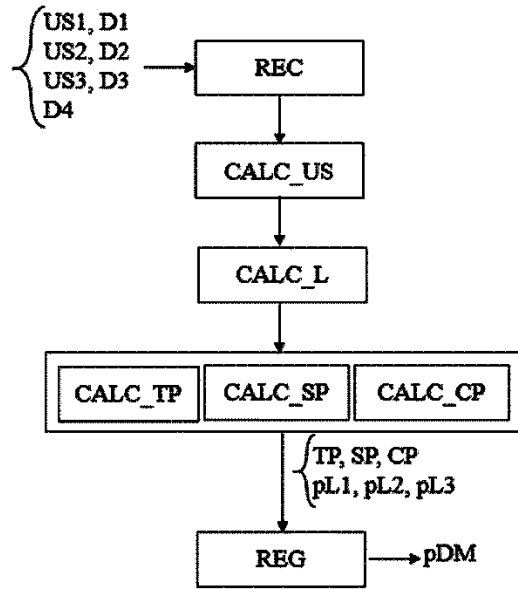 US1, D1
US2, D2
US3, D3
D4
REC
CALC_US
CALC_L
CALC_TP
CALC_SP
CALC_CP
TP, SP, CP
pL1, pL2, pL3
REG
pDM